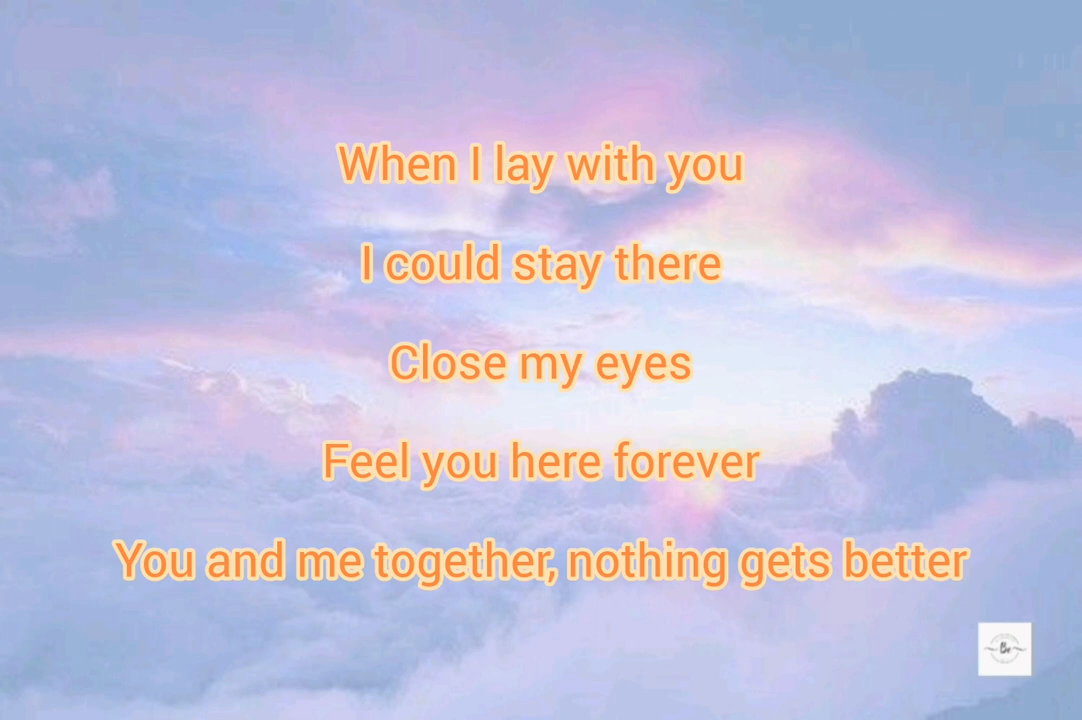 When I lay with you
I could stay there
Close my eyes
Feel you here forever
You and me together, nothing gets better